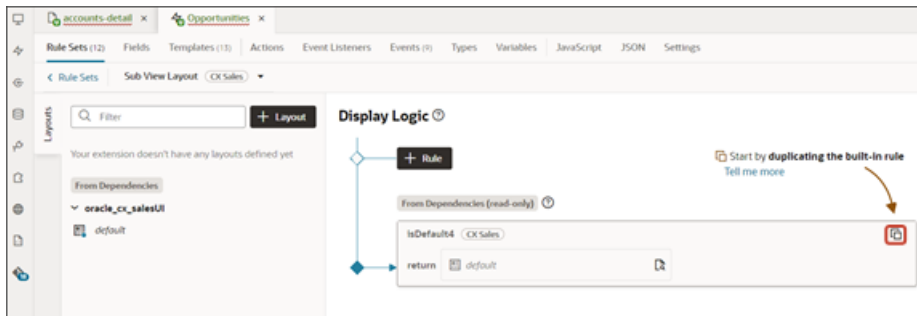 accounts-detail × Opportunities ×
Rule Sets (12) Fields Templates (13) Actions Event Listeners Events (9) Types Variables JavaScript JSON Settings
< Rule Sets Sub View Layout CX Sales
Layouts
Filter + Layout
Your extension doesn't have any layouts defined yet
From Dependencies
oracle_cx_salesUI
default
Display Logic ?
+ Rule
Start by duplicating the built-in rule
Tell me more
From Dependencies (read-only) ?
IsDefault4 CX Sales
return default